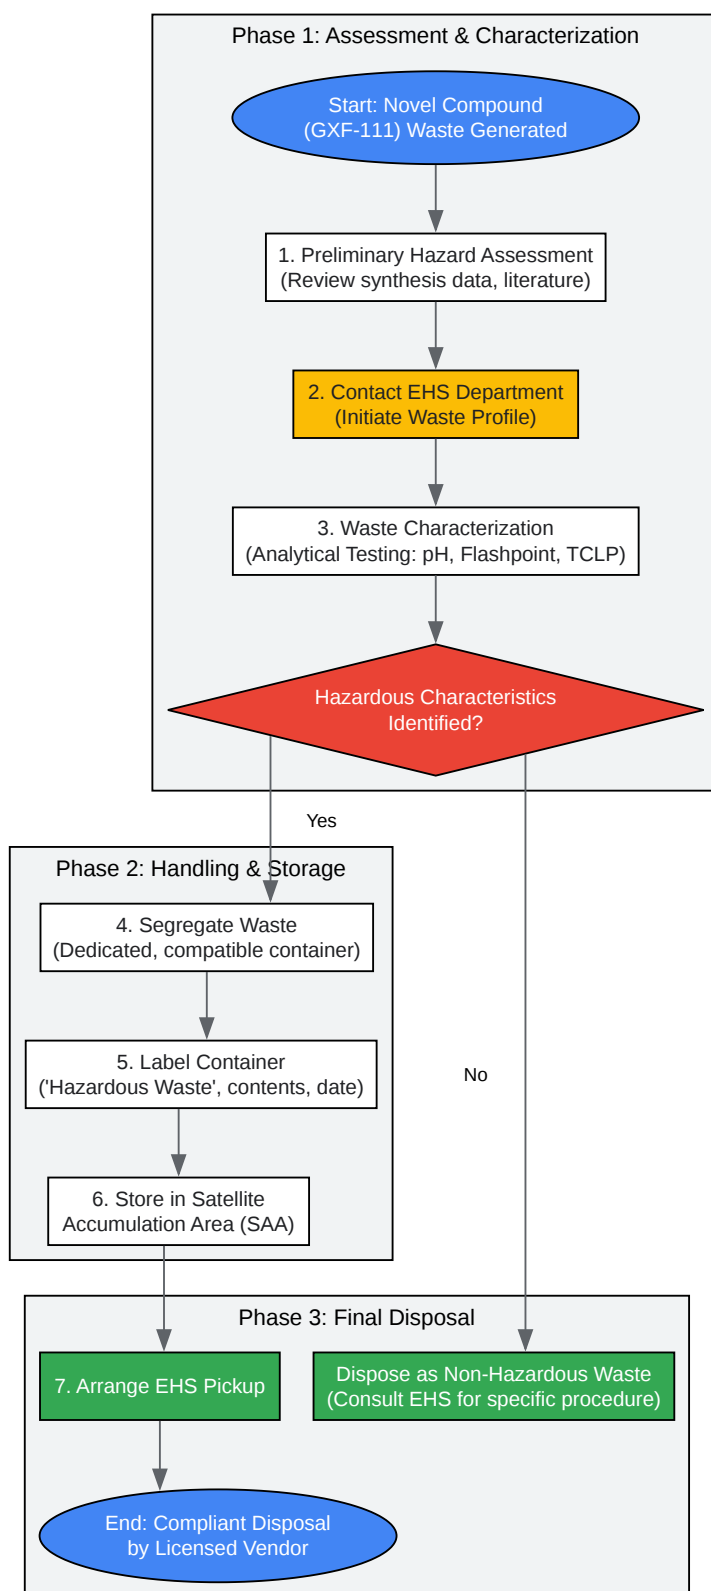 Phase 1: Assessment & Characterization
Start: Novel Compound
(GXF-111) Waste Generated
1. Preliminary Hazard Assessment
(Review synthesis data, literature)
2. Contact EHS Department
(Initiate Waste Profile)
3. Waste Characterization
(Analytical Testing: pH, Flashpoint, TCLP)
Hazardous Characteristics
Identified?
Yes
Phase 2: Handling & Storage
4. Segregate Waste
(Dedicated, compatible container)
5. Label Container
('Hazardous Waste', contents, date)
No
6. Store in Satellite
Accumulation Area (SAA)
Phase 3: Final Disposal
7. Arrange EHS Pickup
Dispose as Non-Hazardous Waste
(Consult EHS for specific procedure)
End: Compliant Disposal
by Licensed Vendor